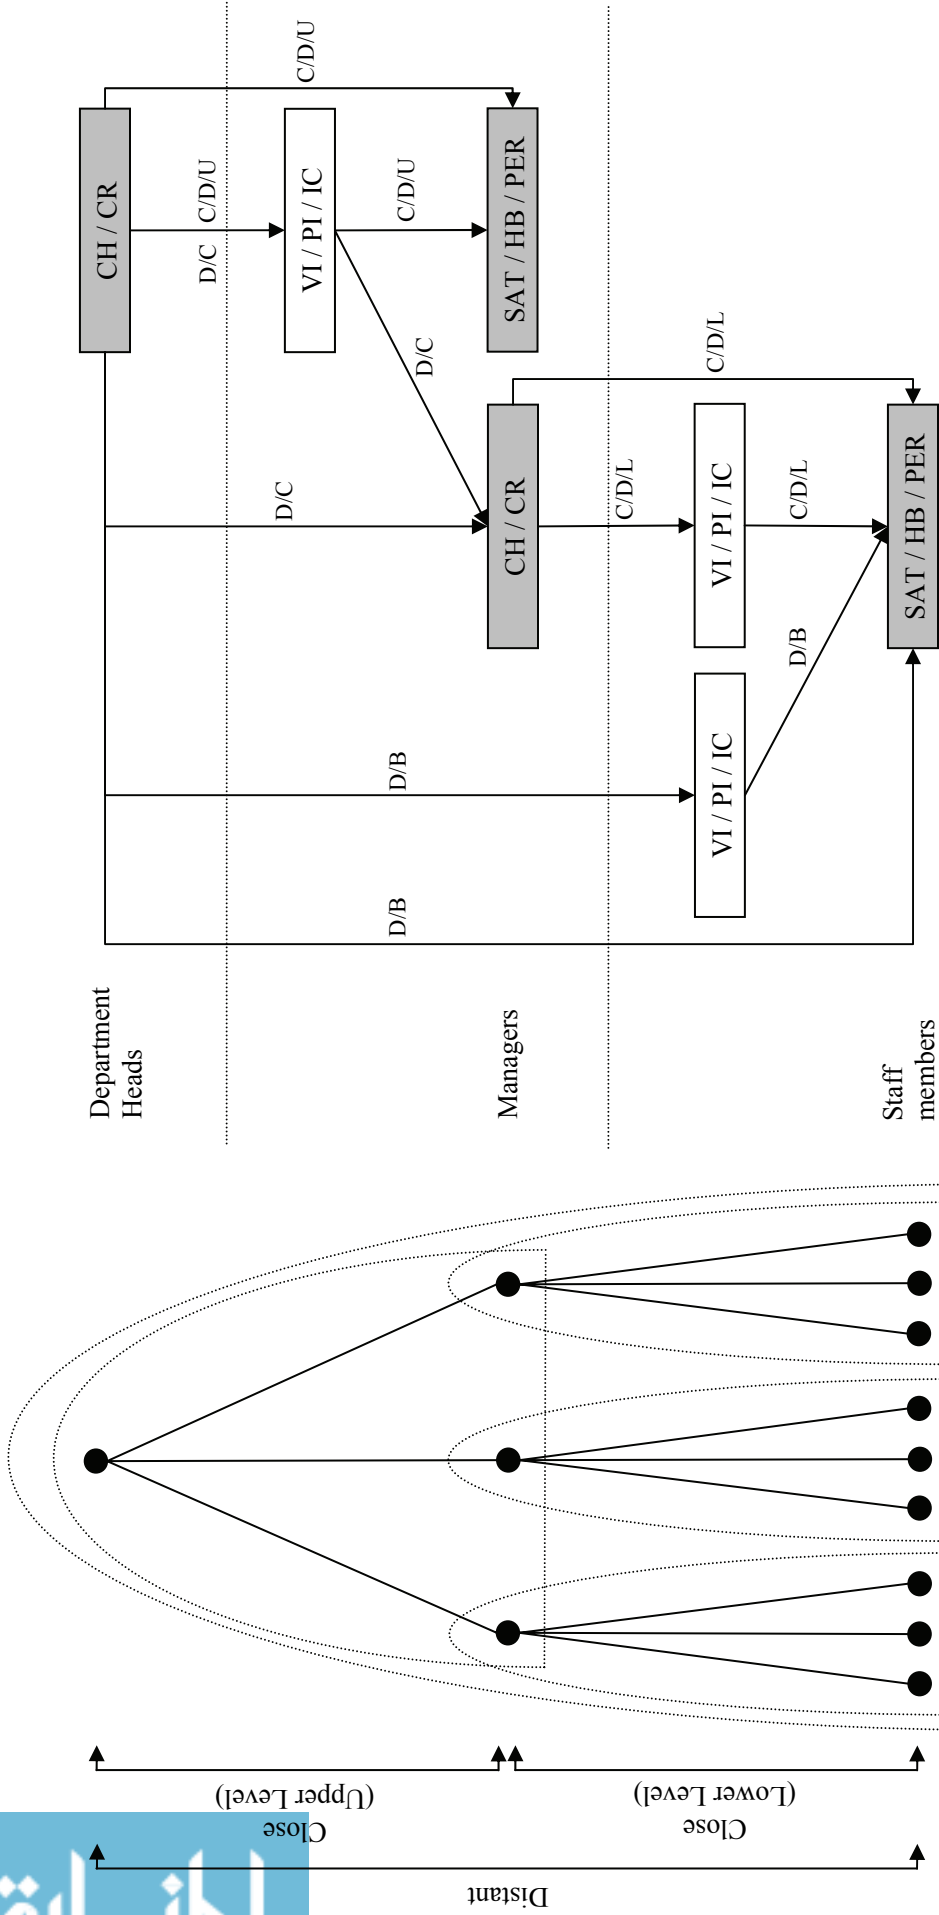 Distant
Close
(Upper Level)
Close
(Lower Level)
Department
Heads
Managers
Staff
members
D/B
D/B
D/C
D/C
C/D/U
C/D/U
C/D/U
D/C
D/B
C/D/L
C/D/L
C/D/L
CH / CR
VI / PI / IC
SAT / HB / PER
CH / CR
VI / PI / IC
VI / PI / IC
SAT / HB / PER